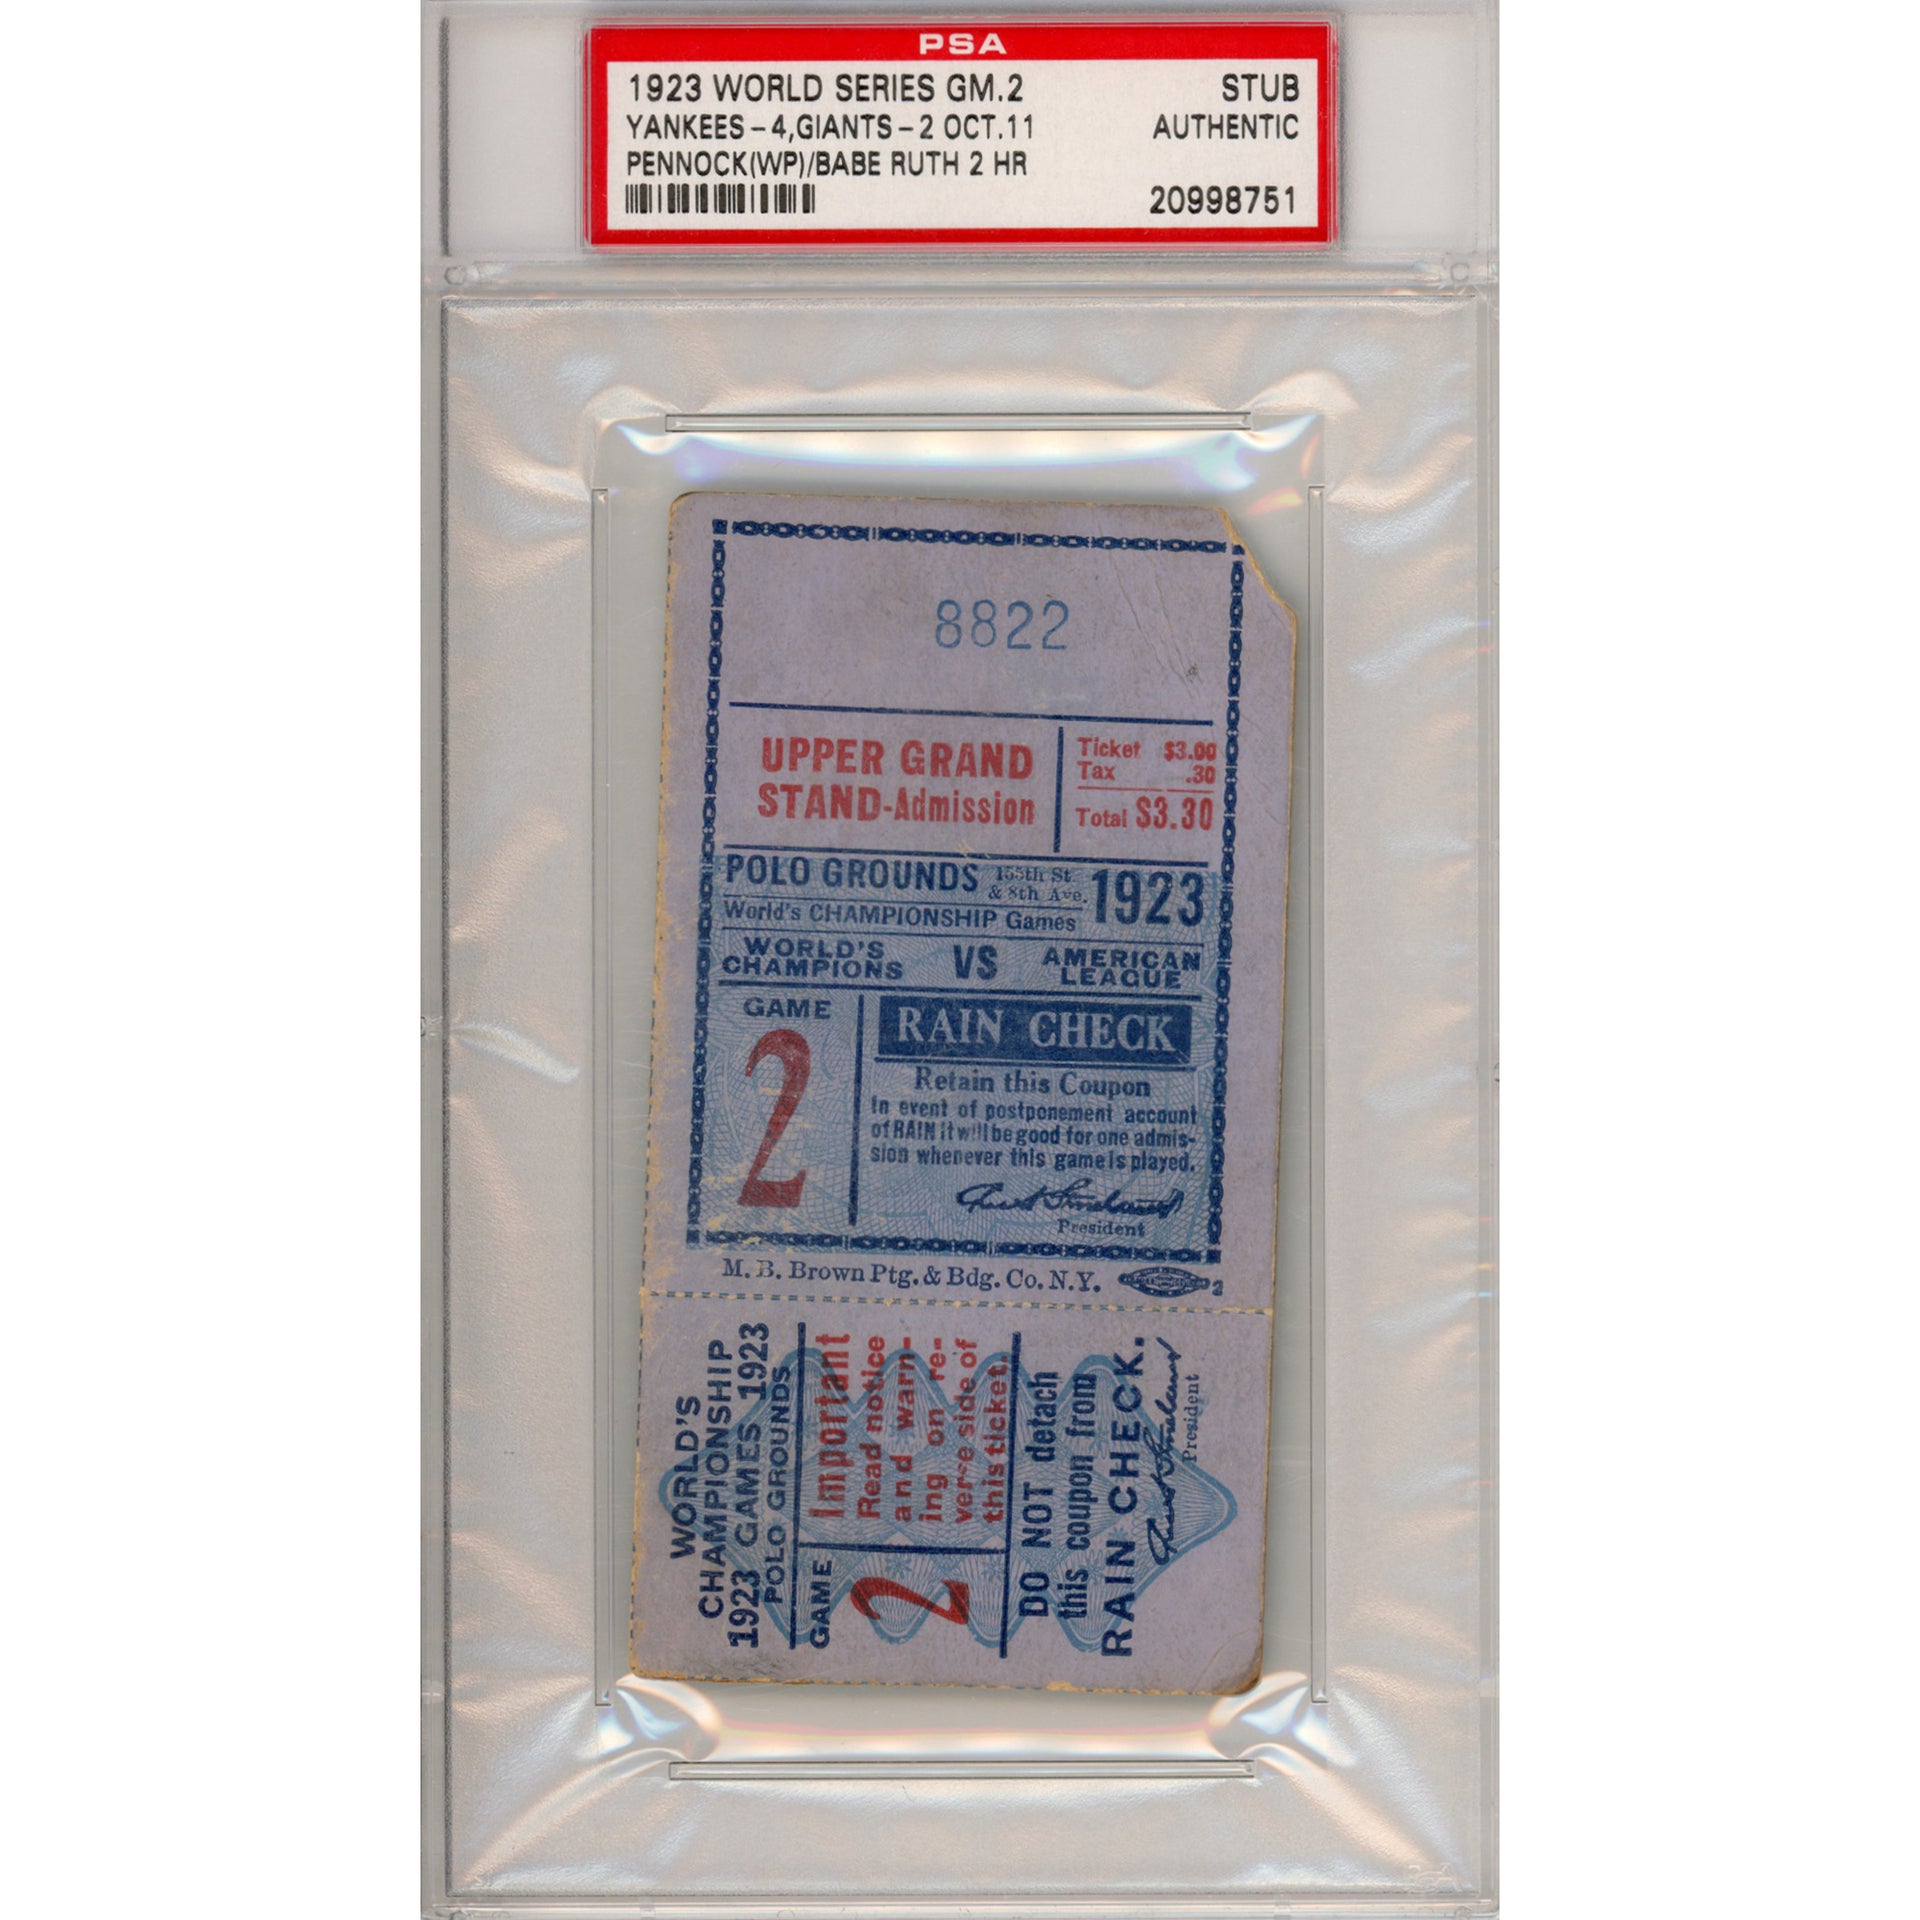 PSA
1923 WORLD SERIES GM.2 STUB
YANKEES-4,GIANTS-2 OCT.11 AUTHENTIC
PENNOCK(WP)/BABE RUTH 2 HR
20998751
8822
UPPER GRAND
STAND-Admission
Ticket $3.00
Tax .30
Total $3.30
POLO GROUNDS 155th St.
& 8th Ave.
1923
World's CHAMPIONSHIP Games
WORLD'S
CHAMPIONS
VS
AMERICAN
LEAGUE
GAME
2
RAIN CHECK
Retain this Coupon
In event of postponement account
of RAIN it will be good for one admis-
sion whenever this game is played.
President
M. B. Brown Ptg. & Bdg. Co. N.Y.
2
WORLD'S
CHAMPIONSHIP
1923 GAMES 1923
POLO GROUNDS
GAME
2
Important
Read notice
and warn-
ing on re-
verse side of
this ticket.
DO NOT detach
this coupon from
RAIN CHECK.
President